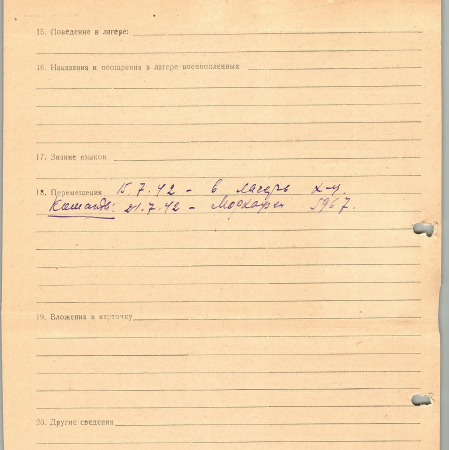 15. Поведение в лагере:
16. Наказания и поощрения в лагере военнопленных
17. Знание языков
18. Перемещения 15.7.42 – в лагерь X-А.
Команды: 21.7.42 – 5967.
19. Вложения в карточку
20. Другие сведения